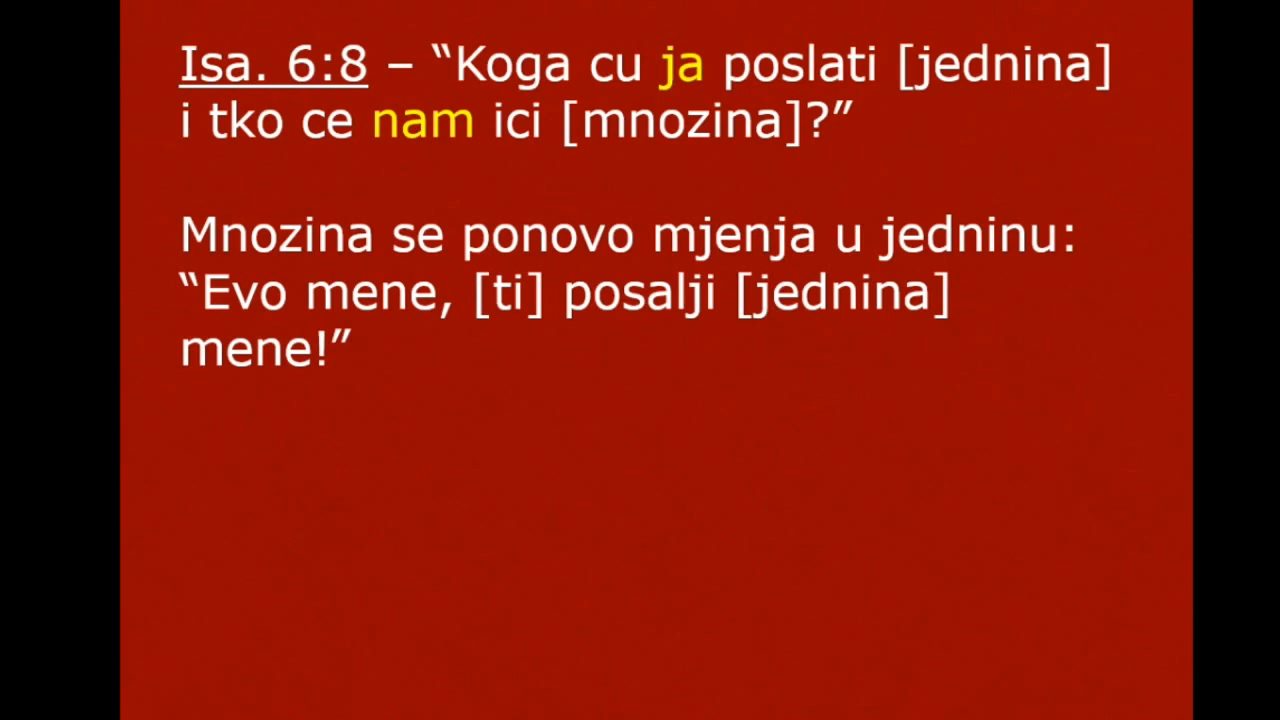 Isa. 6:8 – “Koga cu ja poslati [jednina]
i tko ce nam ici [mnozina]?”
Mnozina se ponovo mjenja u jedninu:
“Evo mene, [ti] posalji [jednina]
mene!”